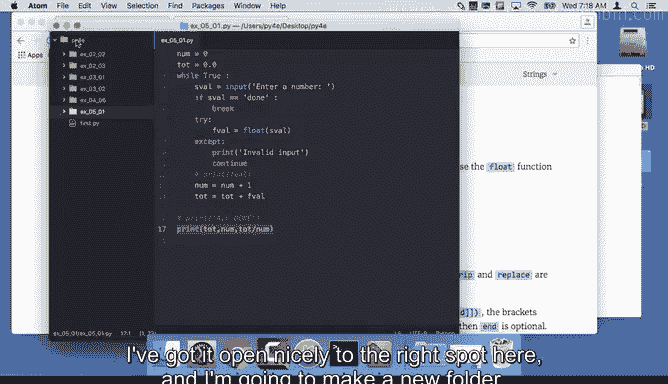 Atom File Edit View Selection Find Packages Window Help
Wed 7:18 AM
ex_05_01.py — /Users/py4e/Desktop/py4e
Apps
py4e
ex_02_03
ex_03_01
ex_03_02
ex_04_06
ex_05_01
first.py
ex_05_01.py
num = 0
tot = 0.0
while True :
sval = input('Enter a number: ')
if sval == 'done' :
break
try:
fval = float(sval)
except:
print('Invalid input')
continue
num = num + 1
tot = tot + fval
17 print(tot,num,tot/num)
Strings
se the float function
rip and replace are
the brackets
then end is optional.
HD
I've got it open nicely to the right spot here,
and I'm going to make a new folder